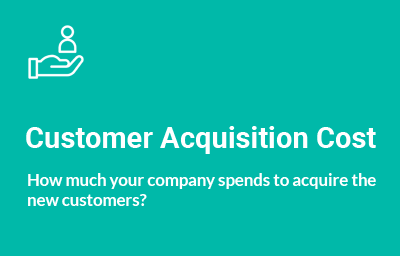 Customer Acquisition Cost
How much your company spends to acquire the
new customers?